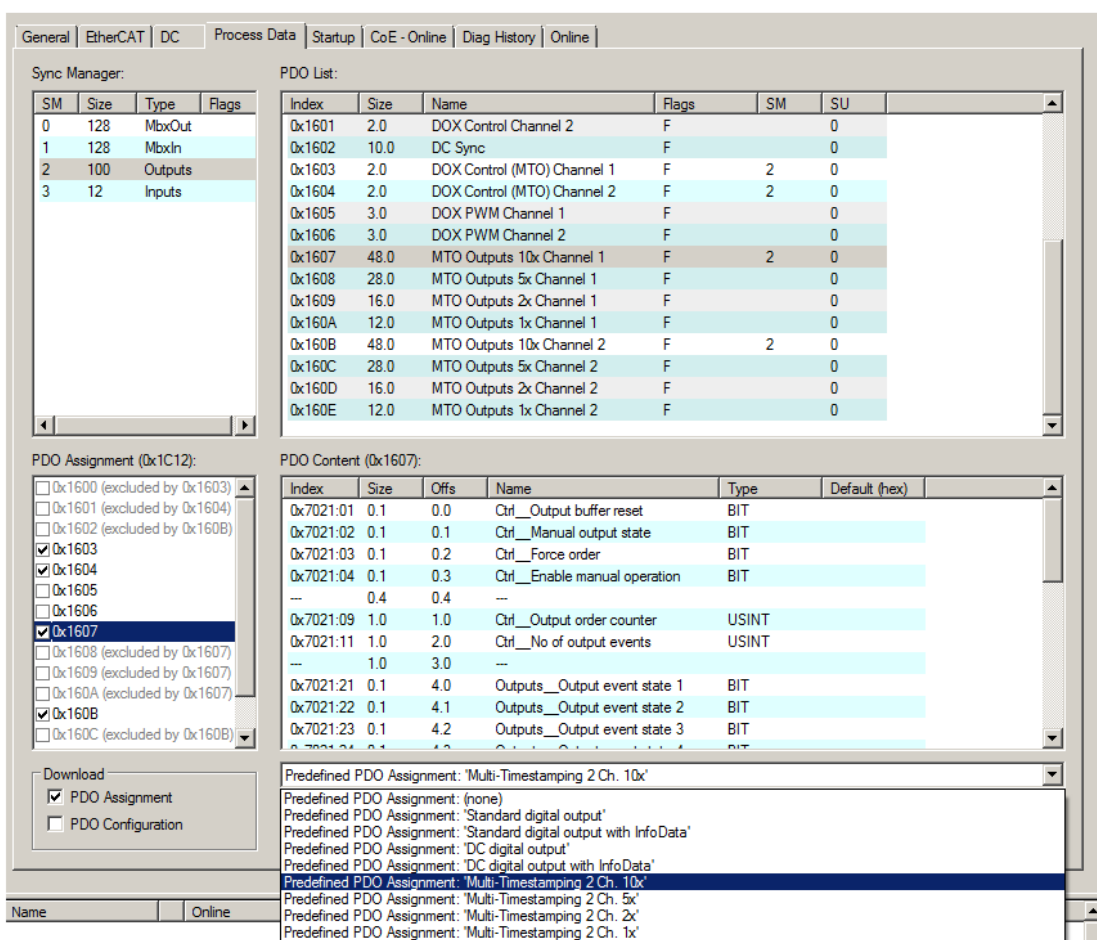 General EtherCAT DC Process Data Startup CoE - Online Diag History Online
Sync Manager:
SM Size Type Flags
0 128 MbxOut
1 128 MbxIn
2 100 Outputs
3 12 Inputs
PDO List:
Index Size Name Flags SM SU
0x1601 2.0 DOX Control Channel 2 F 0
0x1602 10.0 DC Sync F 0
0x1603 2.0 DOX Control (MTO) Channel 1 F 2 0
0x1604 2.0 DOX Control (MTO) Channel 2 F 2 0
0x1605 3.0 DOX PWM Channel 1 F 0
0x1606 3.0 DOX PWM Channel 2 F 0
0x1607 48.0 MTO Outputs 10x Channel 1 F 2 0
0x1608 28.0 MTO Outputs 5x Channel 1 F 0
0x1609 16.0 MTO Outputs 2x Channel 1 F 0
0x160A 12.0 MTO Outputs 1x Channel 1 F 0
0x160B 48.0 MTO Outputs 10x Channel 2 F 2 0
0x160C 28.0 MTO Outputs 5x Channel 2 F 0
0x160D 16.0 MTO Outputs 2x Channel 2 F 0
0x160E 12.0 MTO Outputs 1x Channel 2 F 0
PDO Assignment (0x1C12):
0x1600 (excluded by 0x1603)
0x1601 (excluded by 0x1604)
0x1602 (excluded by 0x160B)
0x1603
0x1604
0x1605
0x1606
0x1607
0x1608 (excluded by 0x1607)
0x1609 (excluded by 0x1607)
0x160A (excluded by 0x1607)
0x160B
0x160C (excluded by 0x160B)
PDO Content (0x1607):
Index Size Offs Name Type Default (hex)
0x7021:01 0.1 0.0 Ctrl__Output buffer reset BIT
0x7021:02 0.1 0.1 Ctrl__Manual output state BIT
0x7021:03 0.1 0.2 Ctrl__Force order BIT
0x7021:04 0.1 0.3 Ctrl__Enable manual operation BIT
--- 0.4 0.4 ---
0x7021:09 1.0 1.0 Ctrl__Output order counter USINT
0x7021:11 1.0 2.0 Ctrl__No of output events USINT
--- 1.0 3.0 ---
0x7021:21 0.1 4.0 Outputs__Output event state 1 BIT
0x7021:22 0.1 4.1 Outputs__Output event state 2 BIT
0x7021:23 0.1 4.2 Outputs__Output event state 3 BIT
Download
PDO Assignment
PDO Configuration
Predefined PDO Assignment: 'Multi-Timestamping 2 Ch. 10x'
Predefined PDO Assignment: (none)
Predefined PDO Assignment: 'Standard digital output'
Predefined PDO Assignment: 'Standard digital output with InfoData'
Predefined PDO Assignment: 'DC digital output'
Predefined PDO Assignment: 'DC digital output with InfoData'
Predefined PDO Assignment: 'Multi-Timestamping 2 Ch. 10x'
Predefined PDO Assignment: 'Multi-Timestamping 2 Ch. 5x'
Predefined PDO Assignment: 'Multi-Timestamping 2 Ch. 2x'
Predefined PDO Assignment: 'Multi-Timestamping 2 Ch. 1x'
Name Online